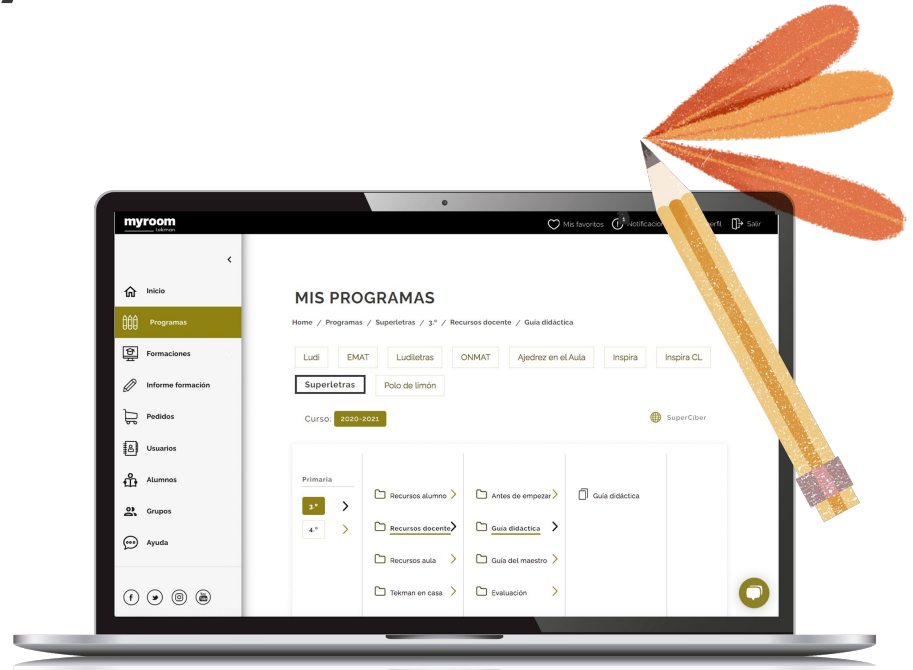 myroom
tekman
Mis favoritos
1
Salir
Inicio
Programas
Formaciones
Informe formación
Pedidos
Usuarios
Alumnos
Grupos
Ayuda
MIS PROGRAMAS
Home / Programas / Superletras / 3.º / Recursos docente / Guía didáctica
Ludi
EMAT
Ludiletras
ONMAT
Ajedrez en el Aula
Inspira
Inspira CL
Superletras
Polo de limón
Curso: 2020-2021
SuperCiber
Primaria
3.º
4.º
Recursos alumno
Recursos docente
Recursos aula
Tekman en casa
Antes de empezar
Guía didáctica
Guía del maestro
Evaluación
Guía didáctica